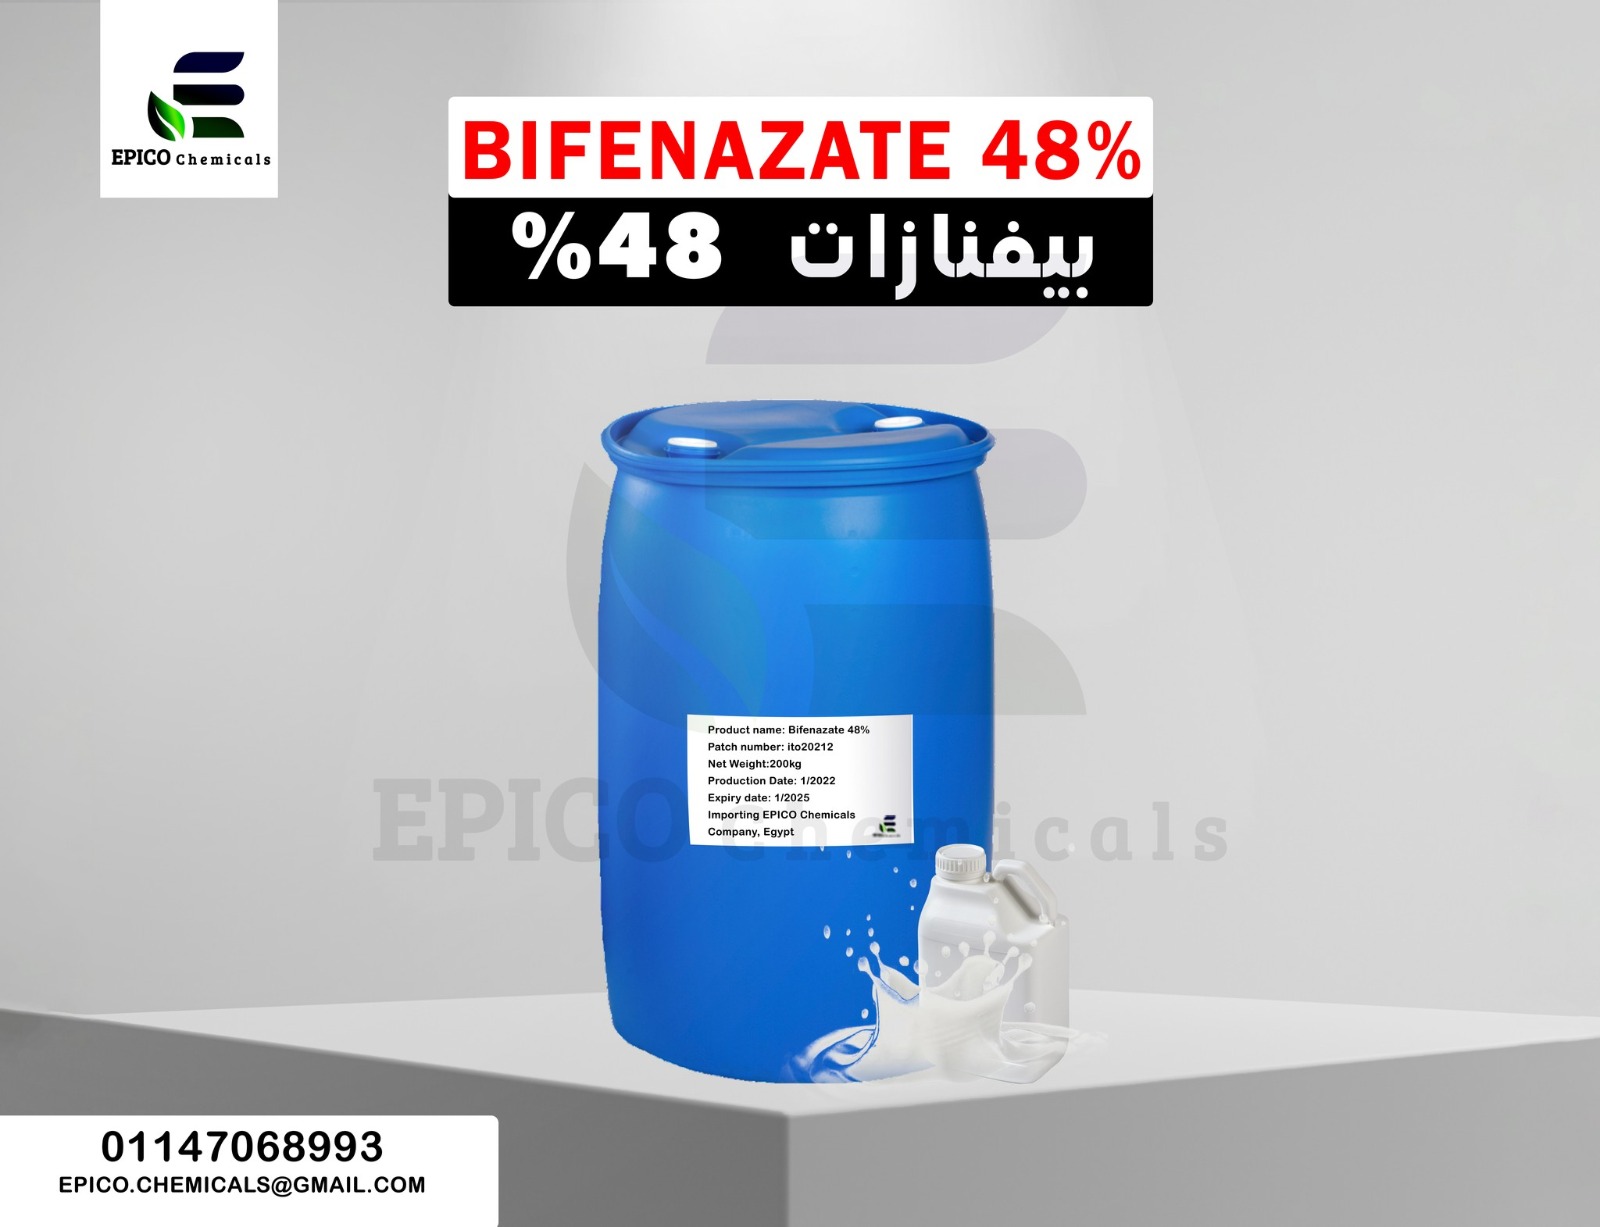 EPICO Chemicals
BIFENAZATE 48%
بيفنازات 48%
Product name: Bifenazate 48%
Patch number: ito20212
Net Weight:200kg
Production Date: 1/2022
Expiry date: 1/2025
Importing EPICO Chemicals
Company, Egypt
EPICO Chemicals
01147068993
EPICO.CHEMICALS@GMAIL.COM